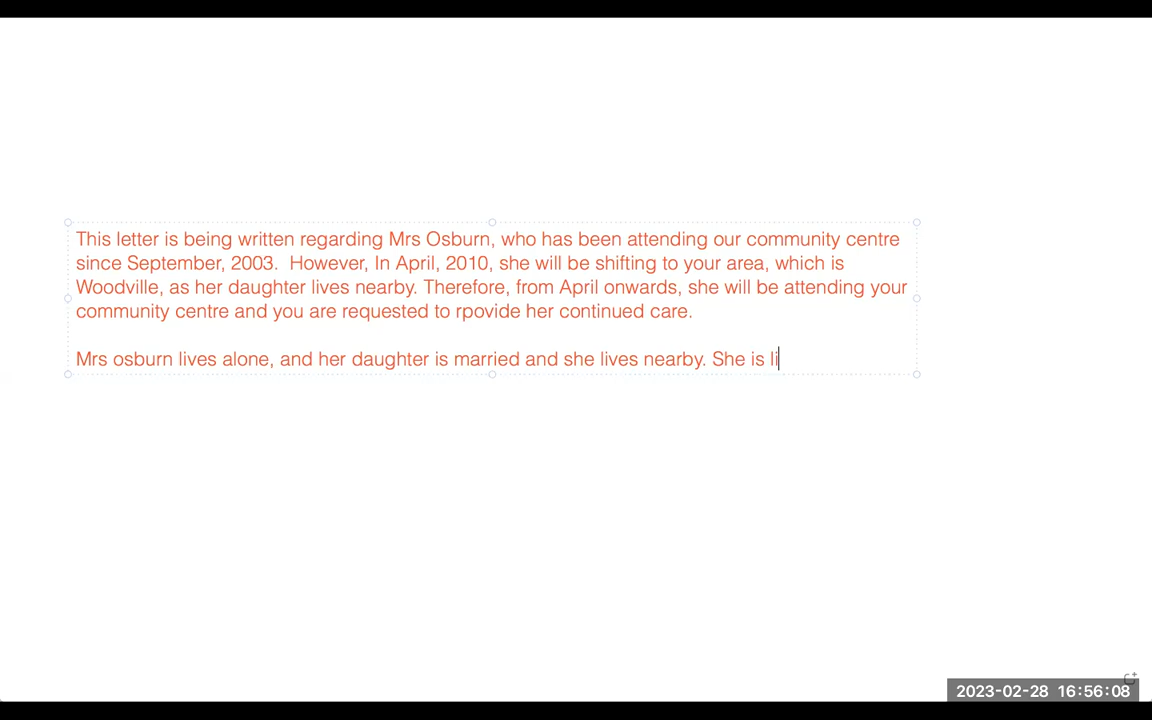 This letter is being written regarding Mrs Osburn, who has been attending our community centre
since September, 2003.  However, In April, 2010, she will be shifting to your area, which is
Woodville, as her daughter lives nearby. Therefore, from April onwards, she will be attending your
community centre and you are requested to rpovide her continued care.
Mrs osburn lives alone, and her daughter is married and she lives nearby. She is li
2023-02-28 16:56:08